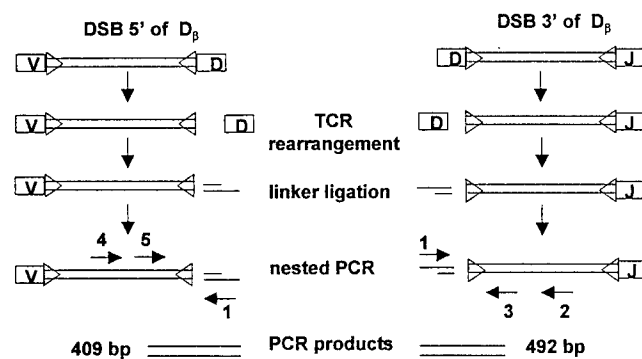 DSB 5' of Dβ
DSB 3' of Dβ
V D
D J
V D
TCR rearrangement
D J
V
linker ligation
J
4 5
1
V
nested PCR
J
1
3 2
409 bp
PCR products
492 bp